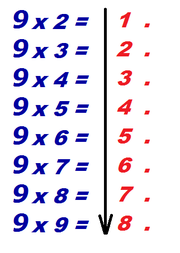 9 x 2 = 1 .
9 x 3 = 2 .
9 x 4 = 3 .
9 x 5 = 4 .
9 x 6 = 5 .
9 x 7 = 6 .
9 x 8 = 7 .
9 x 9 = 8 .